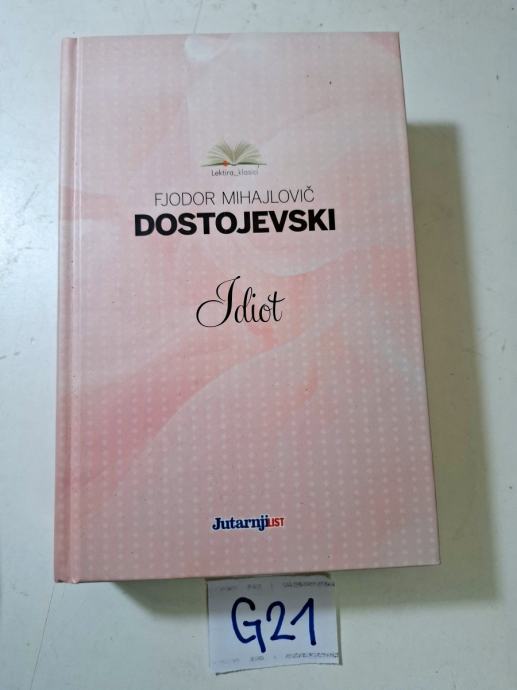 Lektira_klasici
FJODOR MIHAJLOVIČ
DOSTOJEVSKI
Idiot
JutarnjiLIST
G21